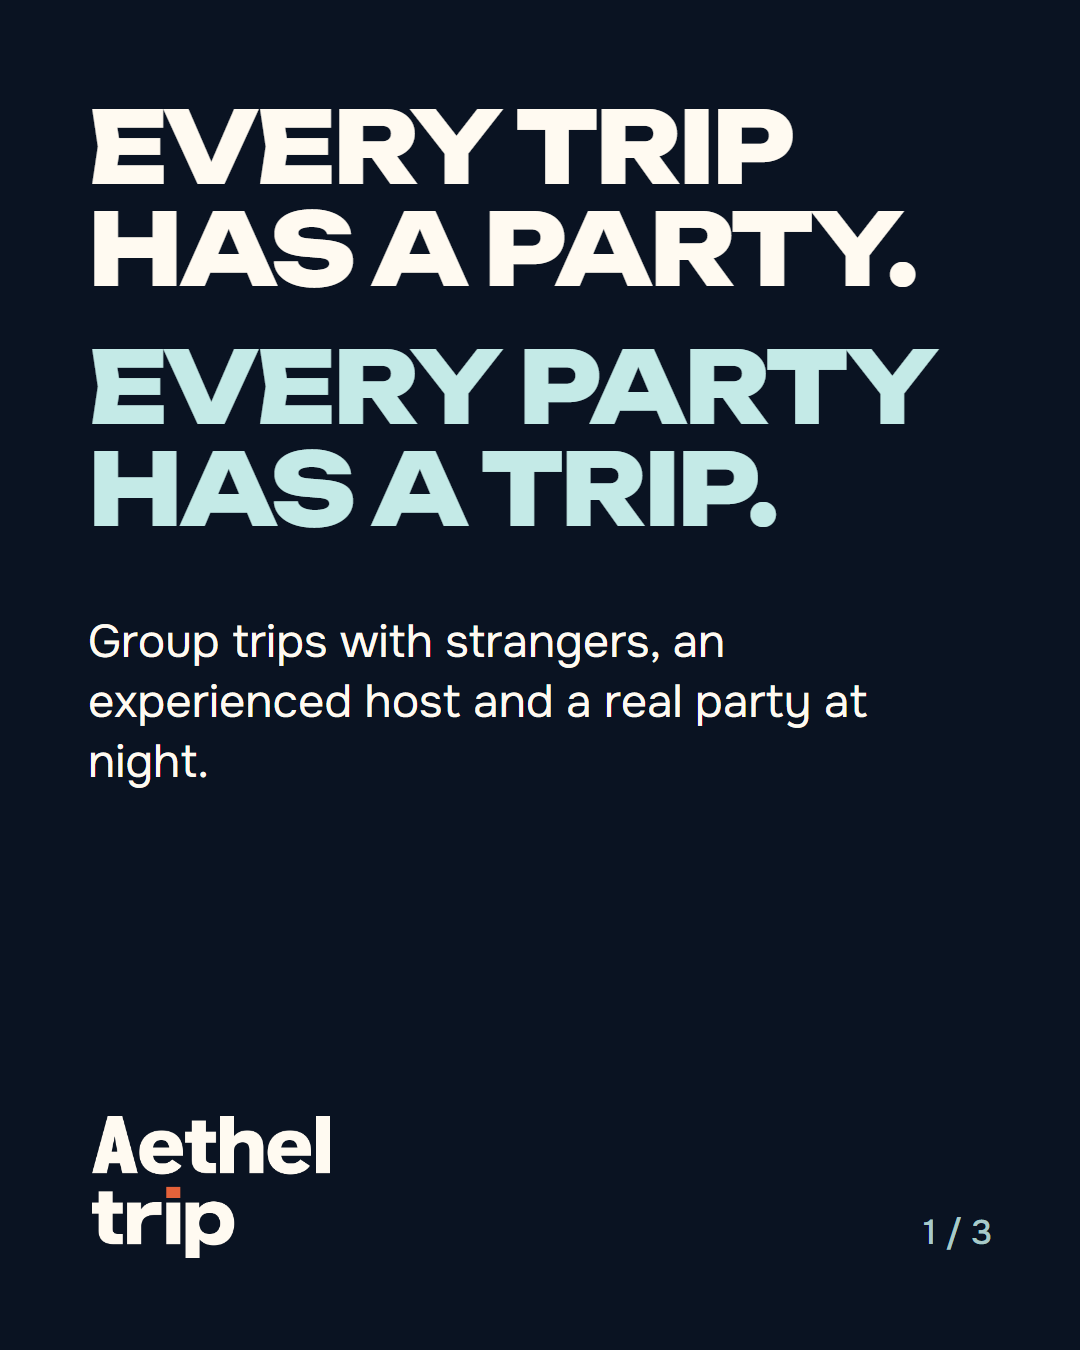 EVERY TRIP
HAS A PARTY.
EVERY PARTY
HAS A TRIP.
Group trips with strangers, an
experienced host and a real party at
night.
Aethel
trip
1 / 3